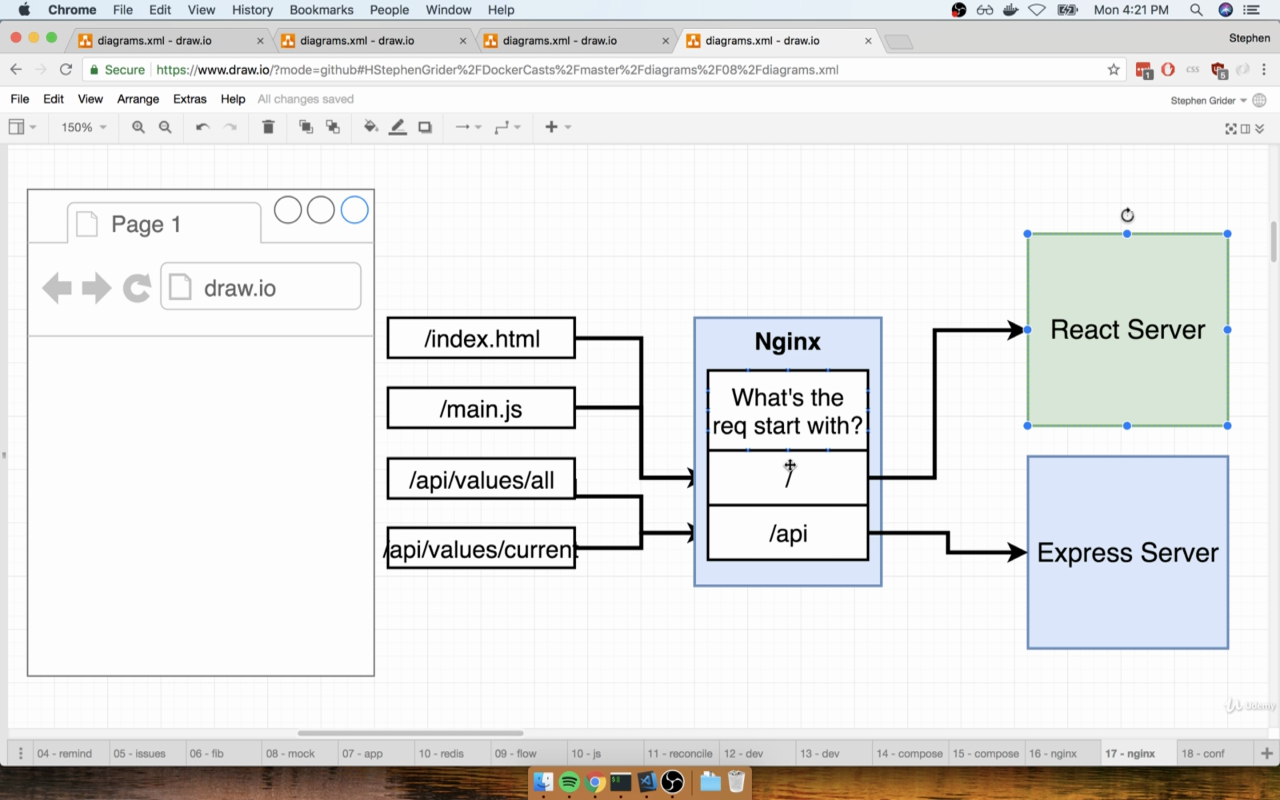 Chrome File Edit View History Bookmarks People Window Help Mon 4:21 PM
diagrams.xml - draw.io × diagrams.xml - draw.io × diagrams.xml - draw.io × diagrams.xml - draw.io × Stephen
Secure https://www.draw.io/?mode=github#HStephenGrider%2FDockerCasts%2Fmaster%2Fdiagrams%2F08%2Fdiagrams.xml 1 css 5
File Edit View Arrange Extras Help All changes saved Stephen Grider
150%
Page 1
draw.io
/index.html
/main.js
/api/values/all
/api/values/current
Nginx
What's the
req start with?
/
/api
React Server
Express Server
Udemy
04 - remind 05 - issues 06 - fib 08 - mock 07 - app 10 - redis 09 - flow 10 - js 11 - reconcile 12 - dev 13 - dev 14 - compose 15 - compose 16 - nginx 17 - nginx 18 - conf